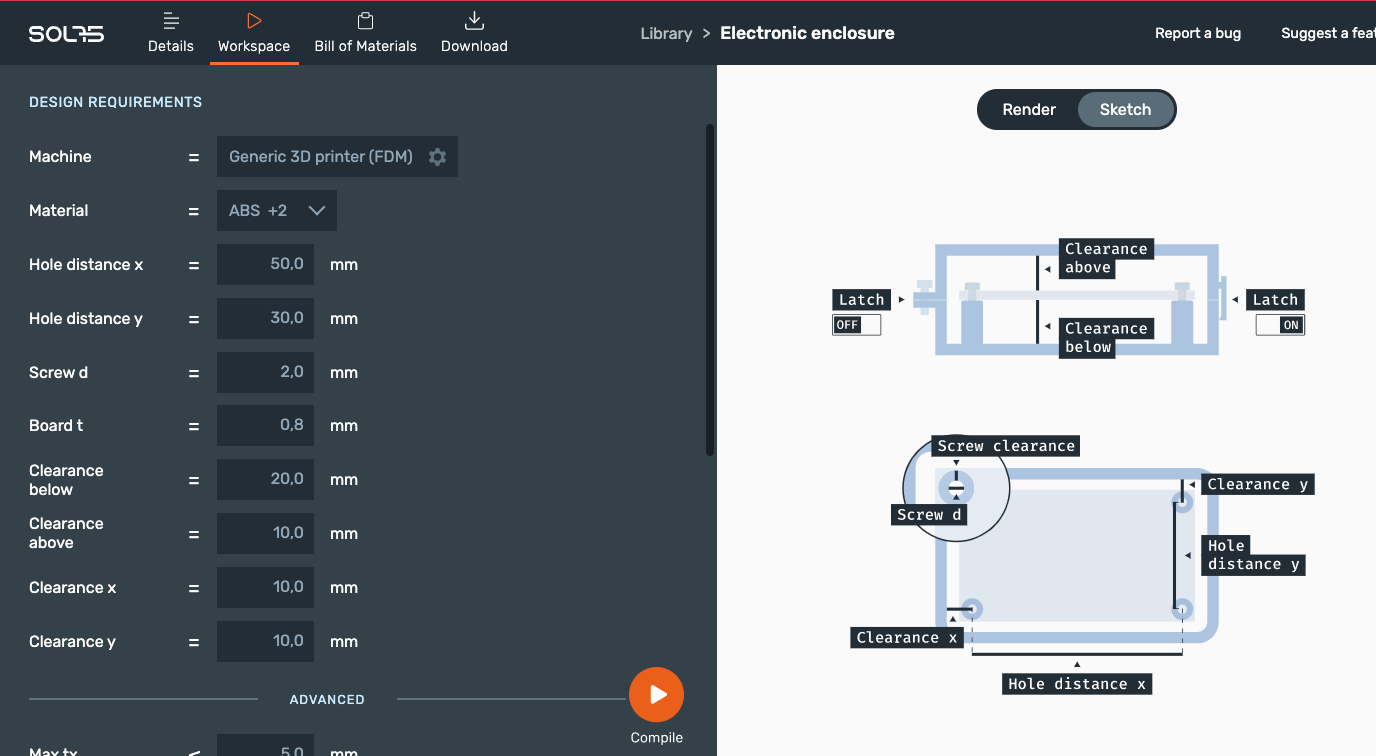 SOL75
Details
Workspace
Bill of Materials
Download
Library > Electronic enclosure
Report a bug
Suggest a feat
DESIGN REQUIREMENTS
Machine = Generic 3D printer (FDM)
Material = ABS +2
Hole distance x = 50,0 mm
Hole distance y = 30,0 mm
Screw d = 2,0 mm
Board t = 0,8 mm
Clearance
below = 20,0 mm
Clearance
above = 10,0 mm
Clearance x = 10,0 mm
Clearance y = 10,0 mm
ADVANCED
Max tx < 5,0 mm
Compile
Render
Sketch
Clearance
above
Latch
OFF
Latch
ON
Clearance
below
Screw clearance
Clearance y
Screw d
Hole
distance y
Clearance x
Hole distance x